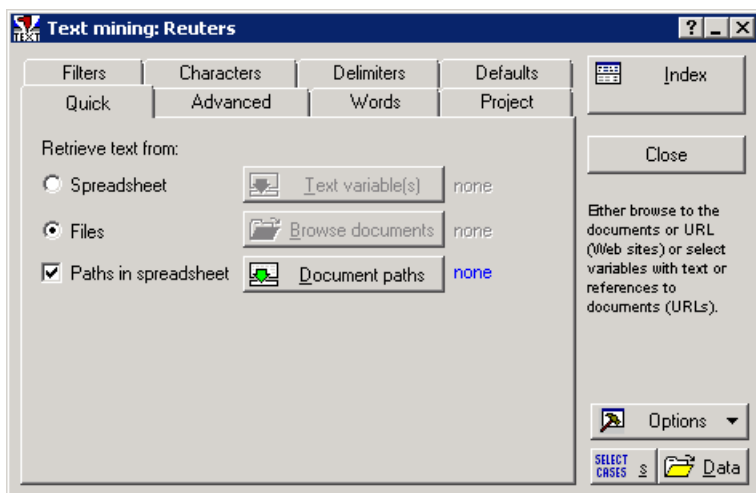 TEXT
Text mining: Reuters
Filters Characters Delimiters Defaults
Quick Advanced Words Project
Index
Retrieve text from:
Close
Spreadsheet Text variable(s) none
Files Browse documents none
Paths in spreadsheet Document paths none
Either browse to the
documents or URL
(Web sites) or select
variables with text or
references to
documents (URLs).
Options
SELECT
CASES S Data